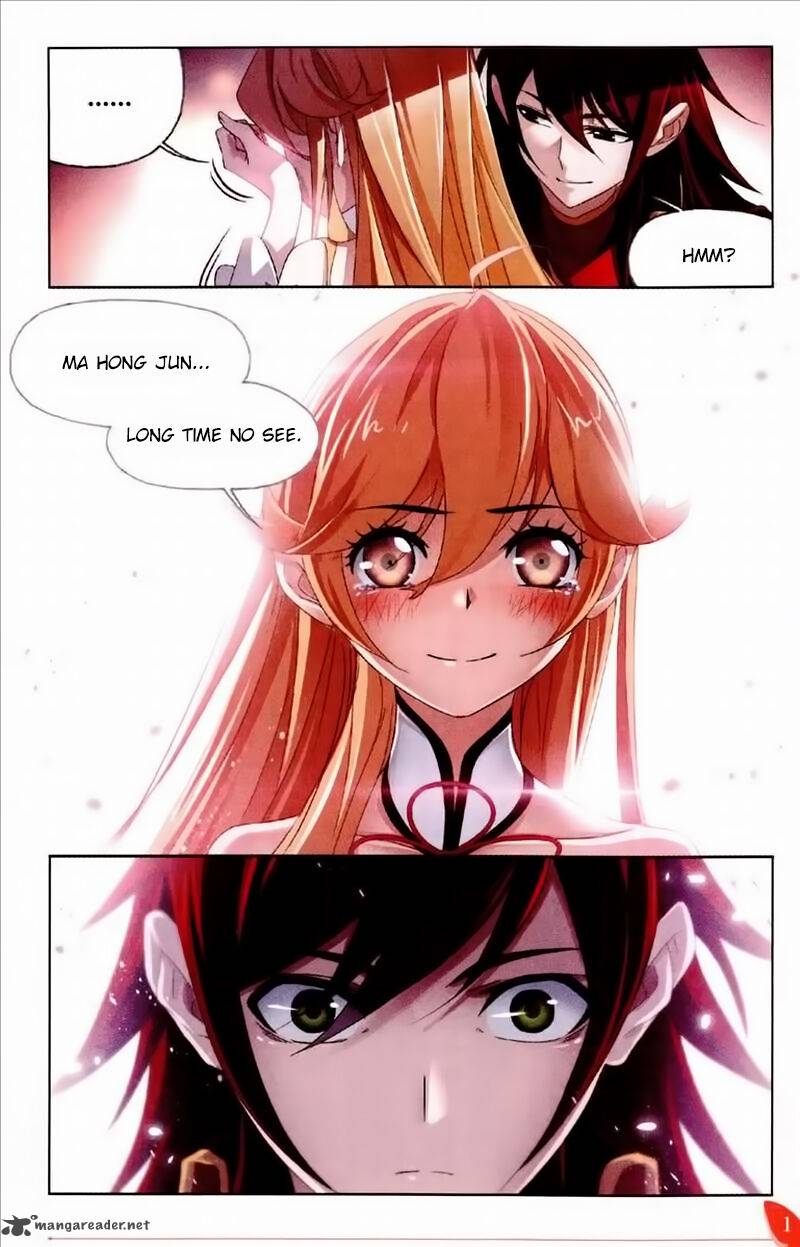 ......
HMM?
MA HONG JUN...
LONG TIME NO SEE.
1
mangareader.net